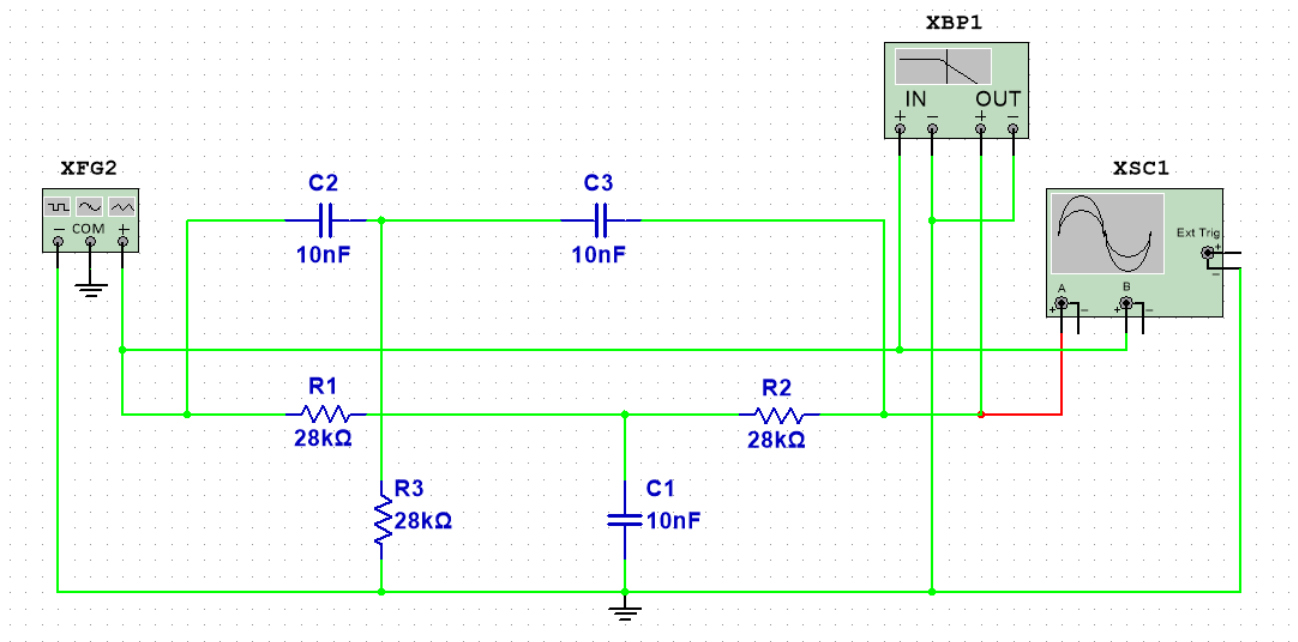 XBP1
IN OUT
+ − + −
XFG2
− COM +
C2
10nF
C3
10nF
XSC1
Ext Trig
+
−
A B
+ − + −
R1
28kΩ
R2
28kΩ
R3
28kΩ
C1
10nF